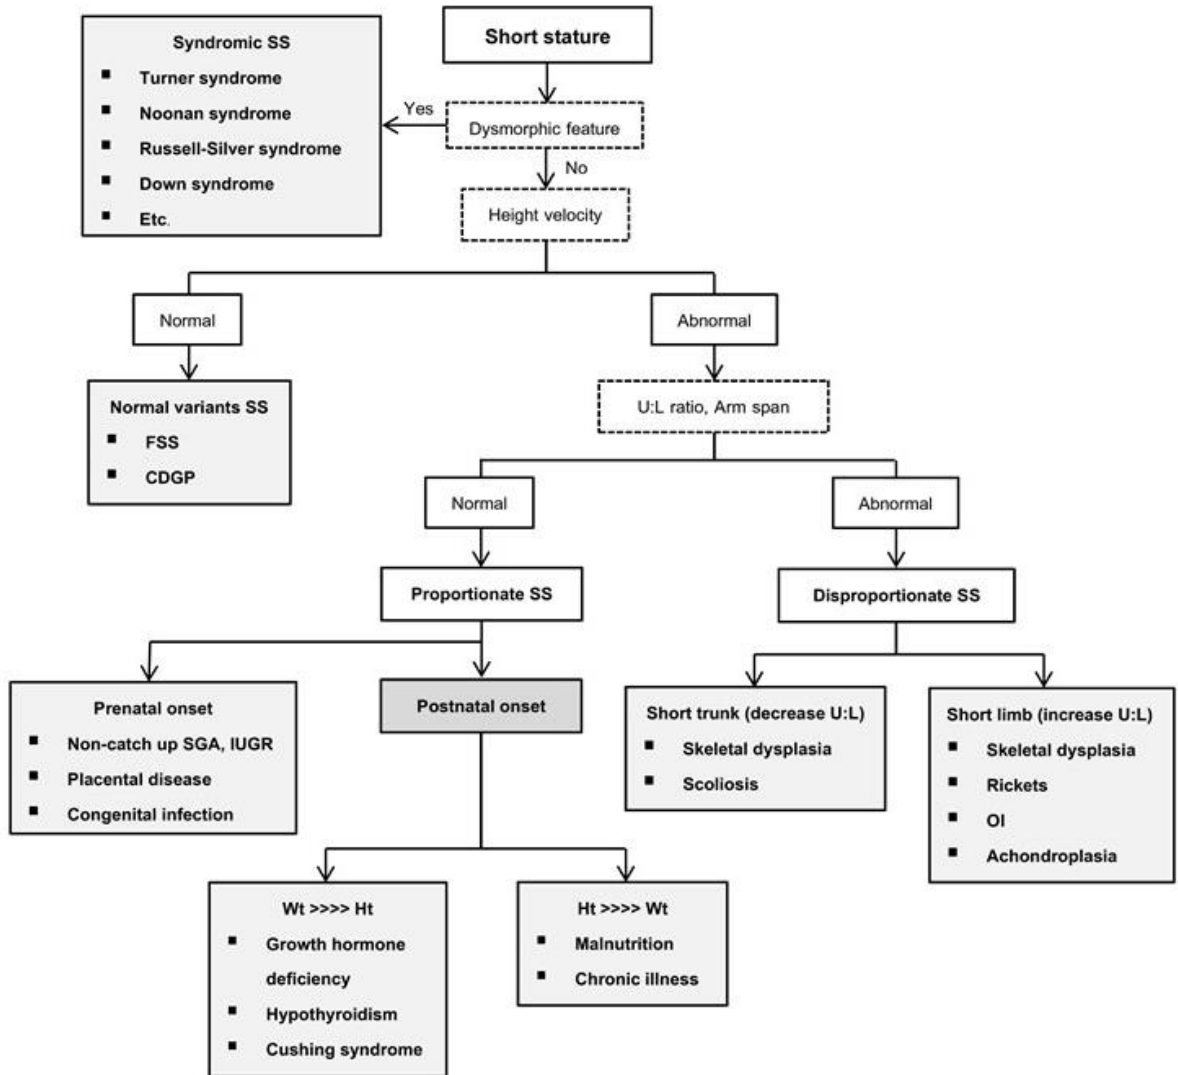 Short stature
Syndromic SS
▪ Turner syndrome
▪ Noonan syndrome
▪ Russell-Silver syndrome
▪ Down syndrome
▪ Etc.
Yes
Dysmorphic feature
No
Height velocity
Normal
Abnormal
Normal variants SS
▪ FSS
▪ CDGP
U:L ratio, Arm span
Normal
Abnormal
Proportionate SS
Disproportionate SS
Prenatal onset
▪ Non-catch up SGA, IUGR
▪ Placental disease
▪ Congenital infection
Postnatal onset
Short trunk (decrease U:L)
▪ Skeletal dysplasia
▪ Scoliosis
Short limb (increase U:L)
▪ Skeletal dysplasia
▪ Rickets
▪ OI
▪ Achondroplasia
Wt >>>> Ht
▪ Growth hormone
deficiency
▪ Hypothyroidism
▪ Cushing syndrome
Ht >>>> Wt
▪ Malnutrition
▪ Chronic illness